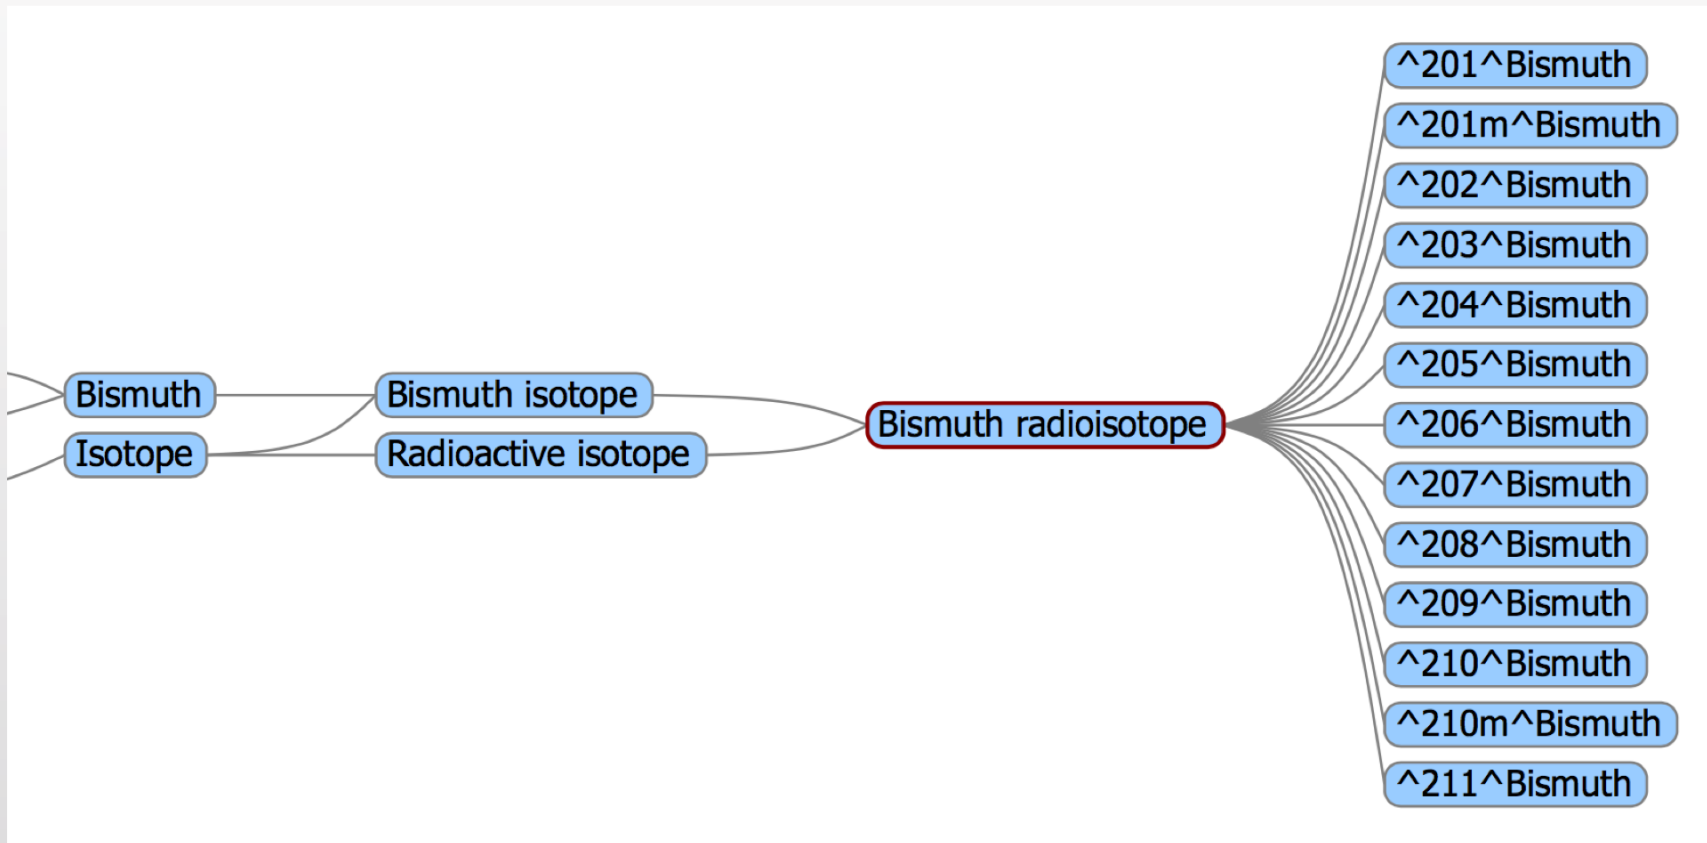 Bismuth
Isotope
Bismuth isotope
Radioactive isotope
Bismuth radioisotope
^201^Bismuth
^201m^Bismuth
^202^Bismuth
^203^Bismuth
^204^Bismuth
^205^Bismuth
^206^Bismuth
^207^Bismuth
^208^Bismuth
^209^Bismuth
^210^Bismuth
^210m^Bismuth
^211^Bismuth